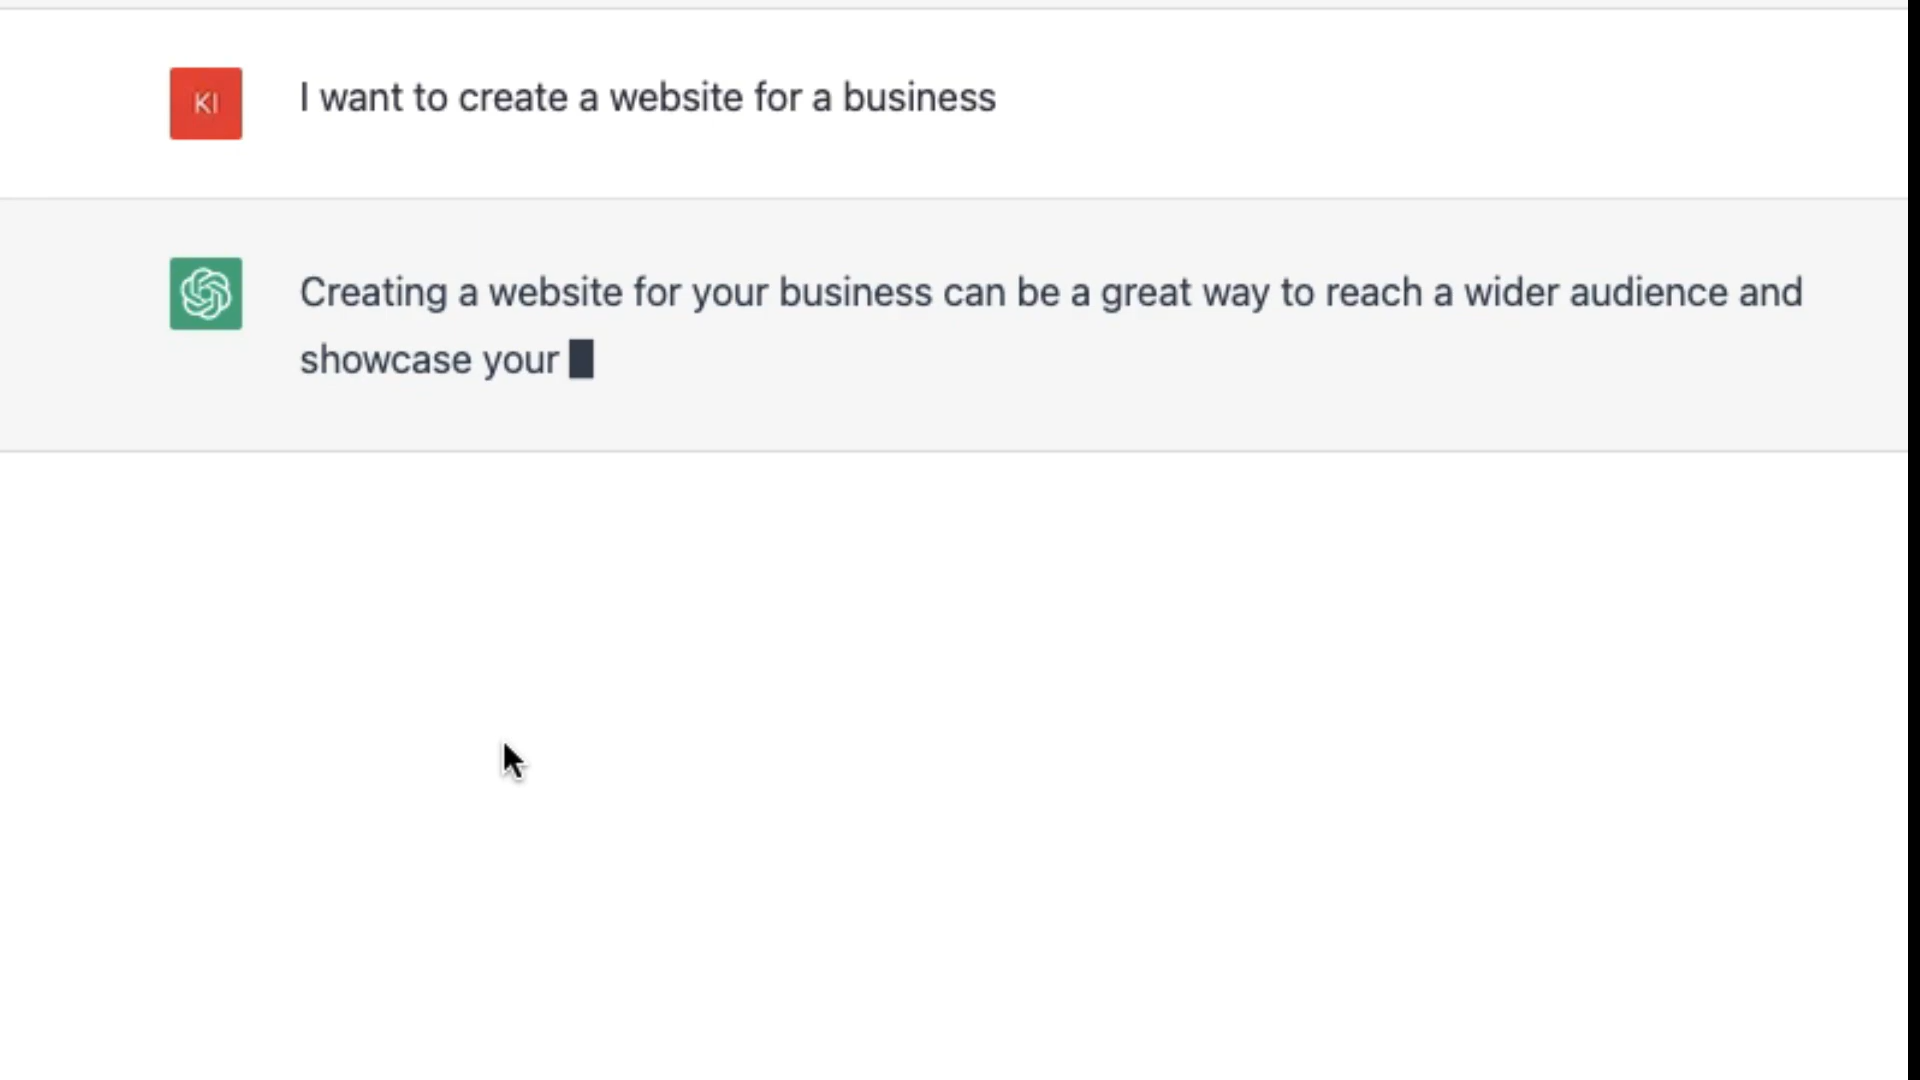 KI
I want to create a website for a business
Creating a website for your business can be a great way to reach a wider audience and
showcase your